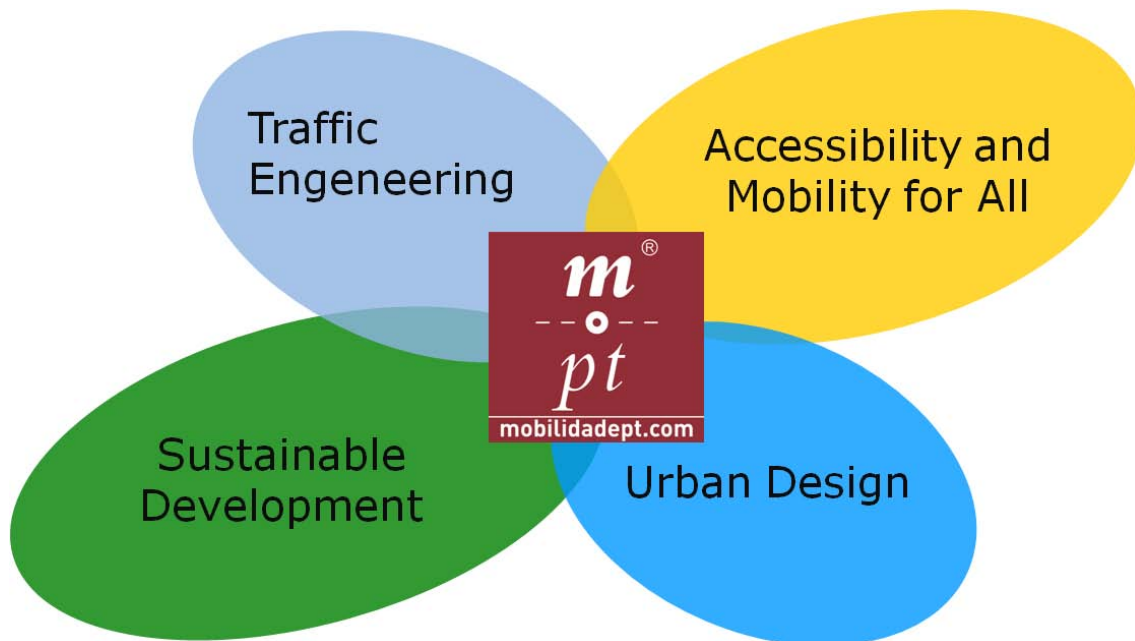 Traffic
Engeneering
Accessibility and
Mobility for All
m®
pt
mobilidadept.com
Sustainable
Development
Urban Design